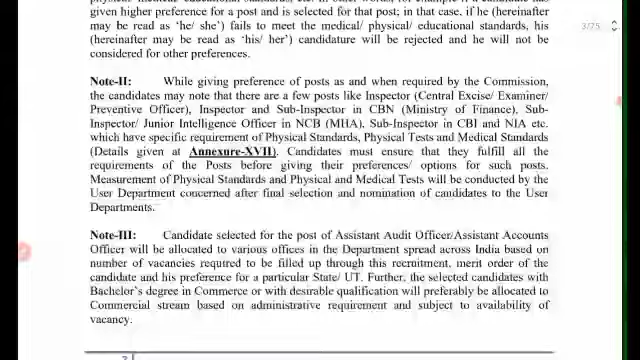 given higher preference for a post and is selected for that post; in that case, if he (hereinafter
may be read as 'he/ she') fails to meet the medical/ physical/ educational standards, his
(hereinafter may be read as 'his/ her') candidature will be rejected and he will not be
considered for other preferences.
3/75
Note-II: While giving preference of posts as and when required by the Commission,
the candidates may note that there are a few posts like Inspector (Central Excise/ Examiner/
Preventive Officer), Inspector and Sub-Inspector in CBN (Ministry of Finance), Sub-
Inspector/ Junior Intelligence Officer in NCB (MHA), Sub-Inspector in CBI and NIA etc.
which have specific requirement of Physical Standards, Physical Tests and Medical Standards
(Details given at Annexure-XVII). Candidates must ensure that they fulfill all the
requirements of the Posts before giving their preferences/ options for such posts.
Measurement of Physical Standards and Physical and Medical Tests will be conducted by the
User Department concerned after final selection and nomination of candidates to the User
Departments.
Note-III: Candidate selected for the post of Assistant Audit Officer/Assistant Accounts
Officer will be allocated to various offices in the Department spread across India based on
number of vacancies required to be filled up through this recruitment, merit order of the
candidate and his preference for a particular State/ UT. Further, the selected candidates with
Bachelor's degree in Commerce or with desirable qualification will preferably be allocated to
Commercial stream based on administrative requirement and subject to availability of
vacancy.